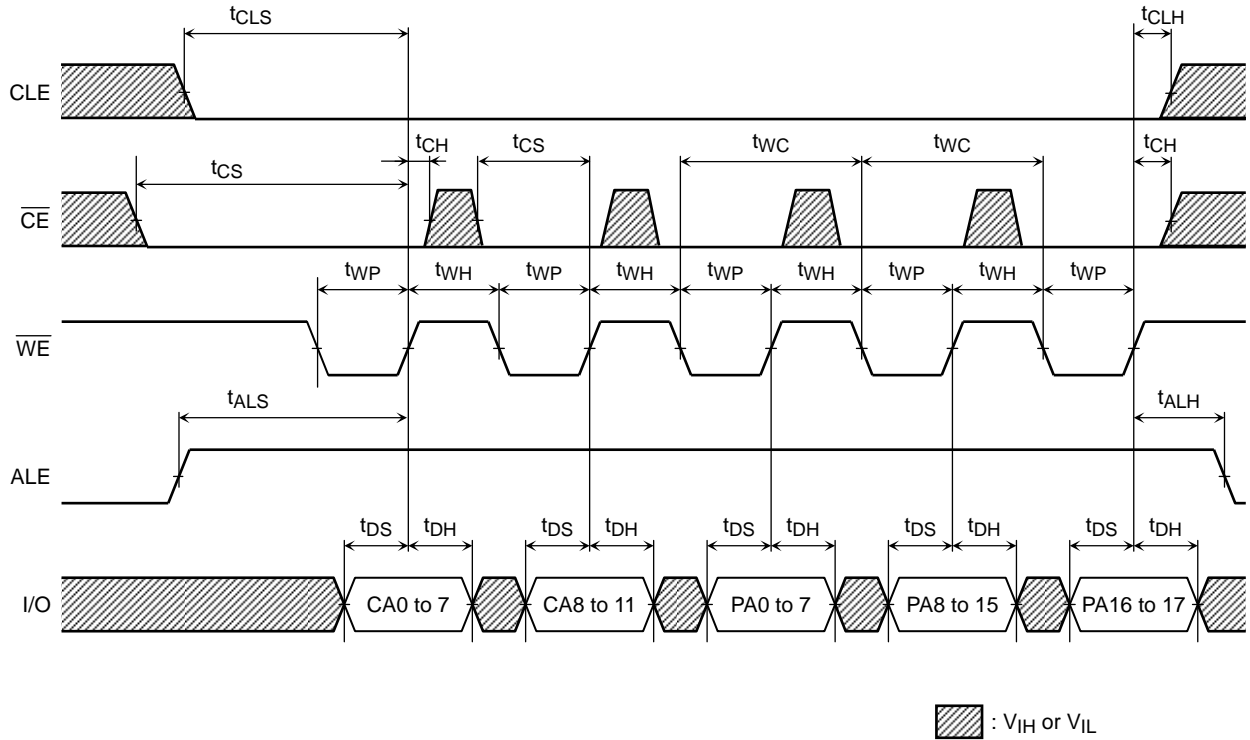 tCLS tCLH
CLE
tCH tCS tWC tWC tCH
tCS
CE
tWP tWH tWP tWH tWP tWH tWP tWH tWP
WE
tALS tALH
ALE
tDS tDH tDS tDH tDS tDH tDS tDH tDS tDH
I/O CA0 to 7 CA8 to 11 PA0 to 7 PA8 to 15 PA16 to 17
: VIH or VIL